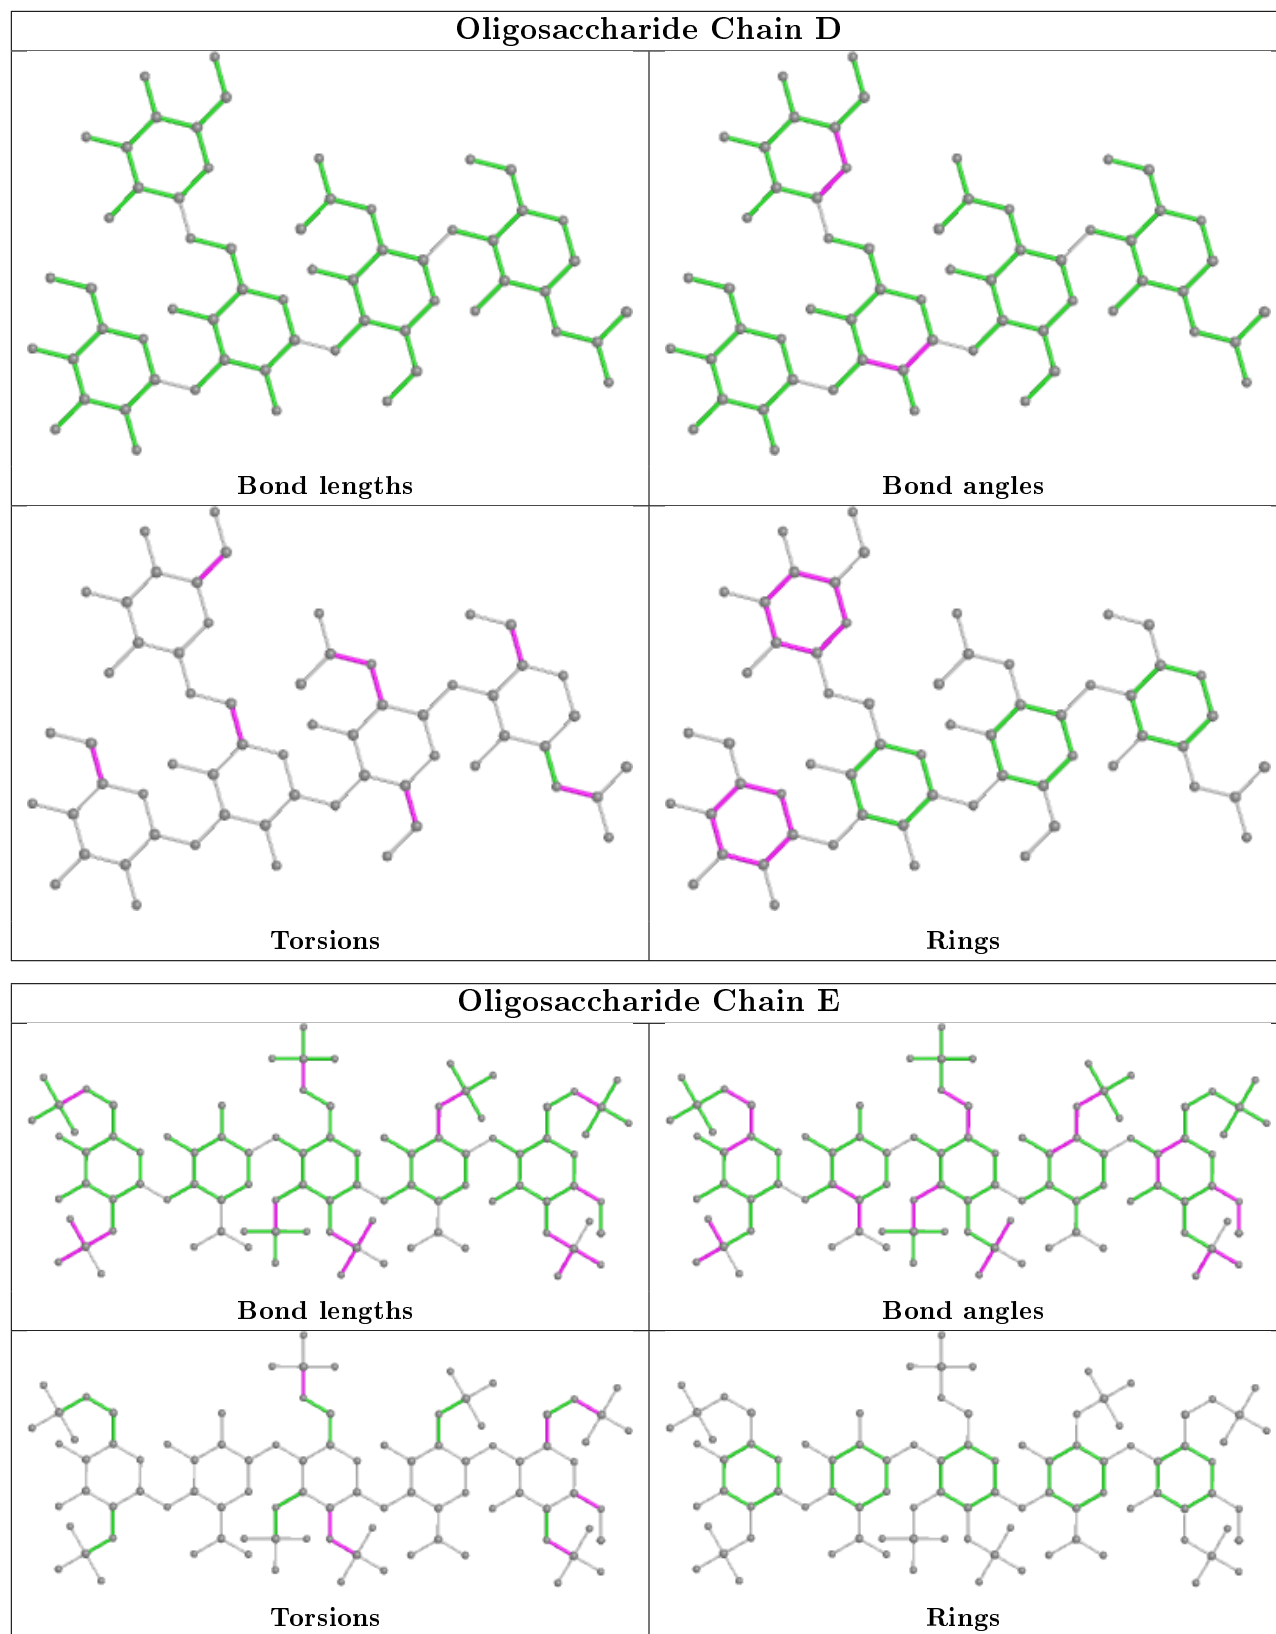 Oligosaccharide Chain D
Bond lengths
Bond angles
Torsions
Rings
Oligosaccharide Chain E
Bond lengths
Bond angles
Torsions
Rings